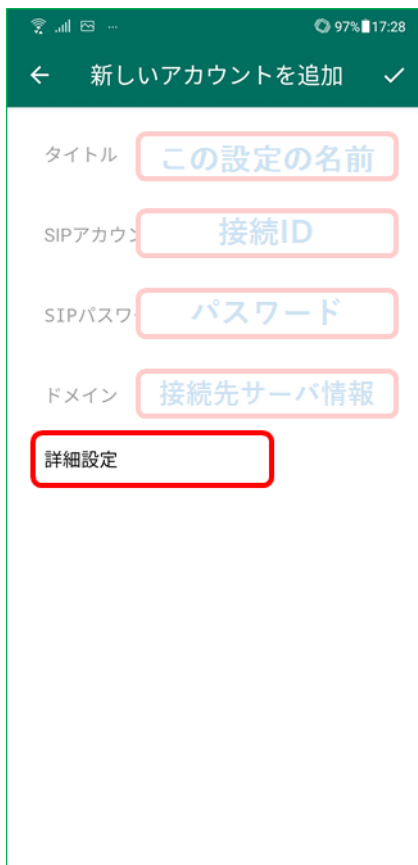 97% 17:28
新しいアカウントを追加
タイトル この設定の名前
SIPアカウン 接続ID
SIPパスワ パスワード
ドメイン 接続先サーバ情報
詳細設定